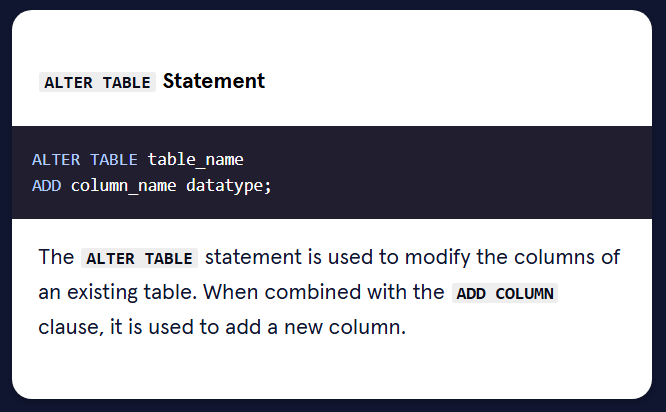 ALTER TABLE Statement
ALTER TABLE table_name
ADD column_name datatype;
The ALTER TABLE statement is used to modify the columns of
an existing table. When combined with the ADD COLUMN
clause, it is used to add a new column.